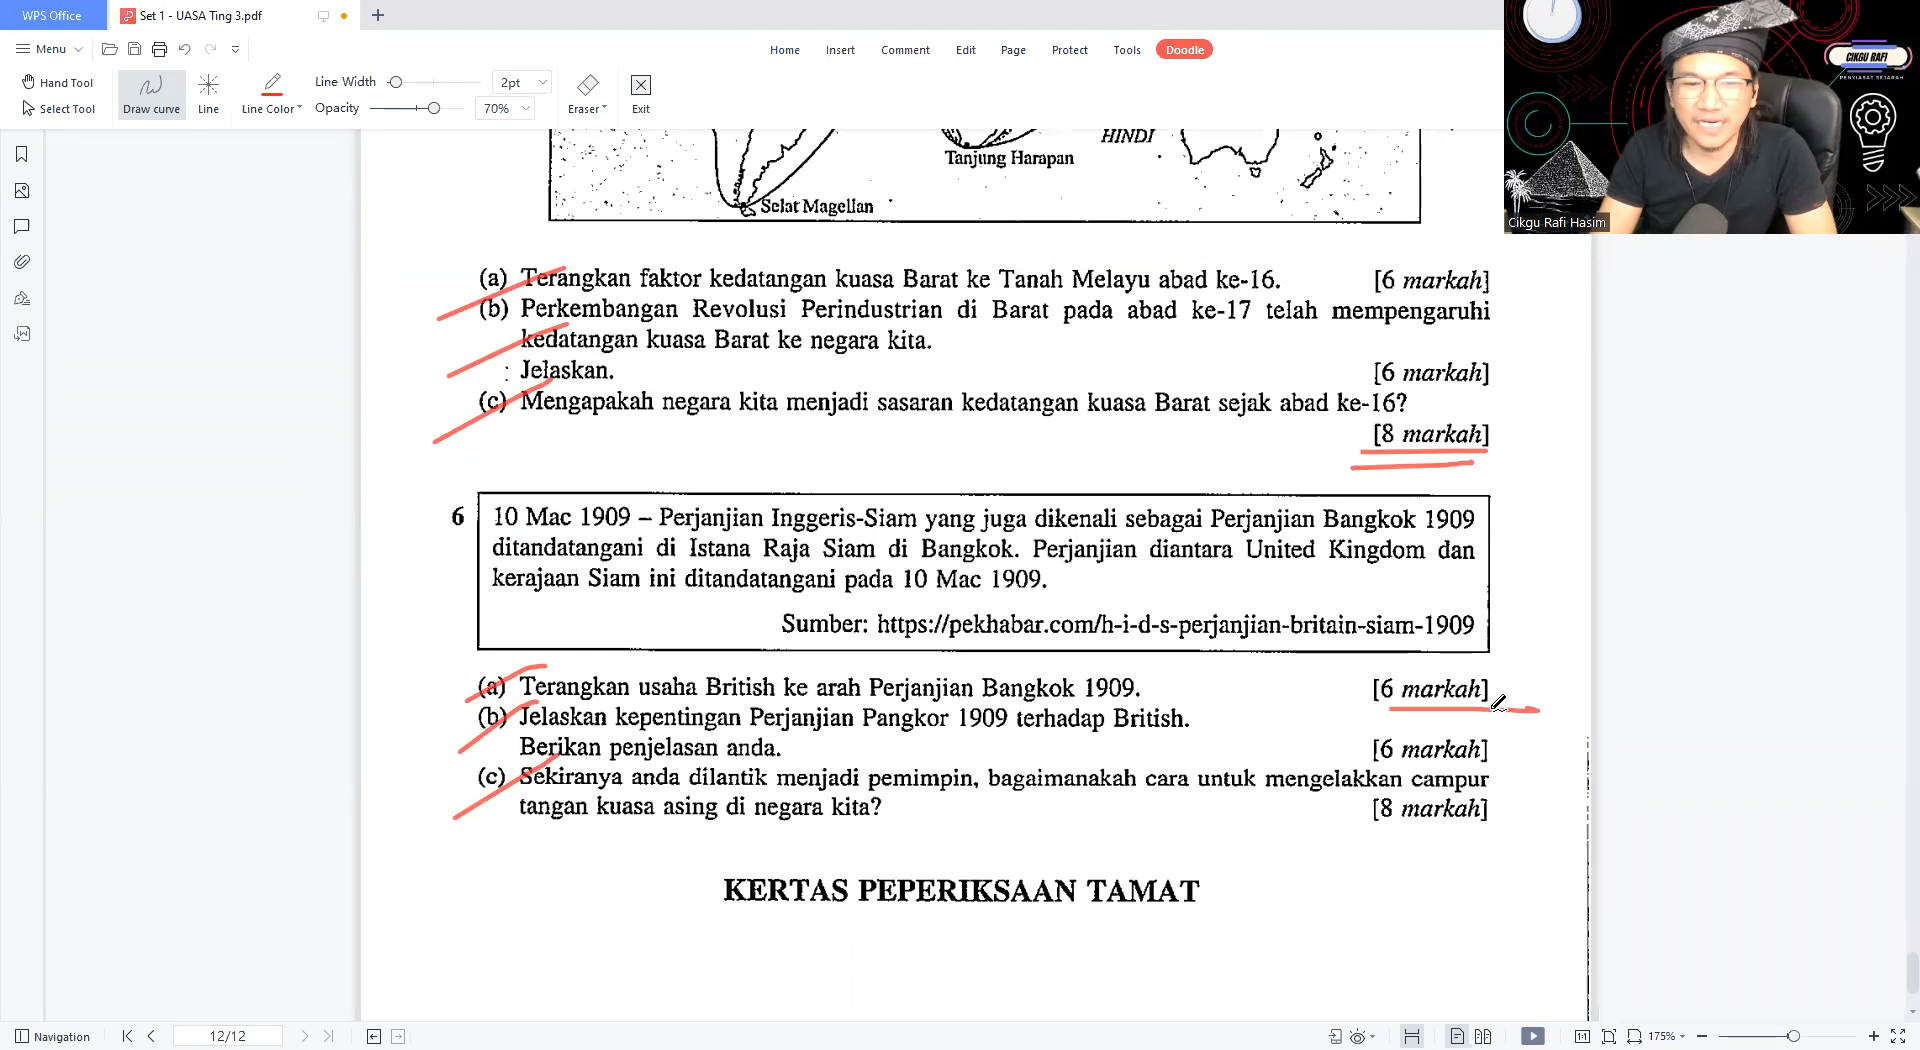 WPS Office
Set 1 - UASA Ting 3.pdf
Menu
Home
Insert
Comment
Edit
Page
Protect
Tools
Doodle
Hand Tool
Select Tool
Draw curve
Line
Line Color
Line Width
2pt
Opacity
70%
Eraser
Exit
CIKGU RAFI
PENYIASAT SEJARAH
Cikgu Rafi Hasim
HINDI
Tanjung Harapan
Selat Magellan
(a) Terangkan faktor kedatangan kuasa Barat ke Tanah Melayu abad ke-16. [6 markah]
(b) Perkembangan Revolusi Perindustrian di Barat pada abad ke-17 telah mempengaruhi
kedatangan kuasa Barat ke negara kita.
Jelaskan. [6 markah]
(c) Mengapakah negara kita menjadi sasaran kedatangan kuasa Barat sejak abad ke-16?
[8 markah]
6 10 Mac 1909 – Perjanjian Inggeris-Siam yang juga dikenali sebagai Perjanjian Bangkok 1909
ditandatangani di Istana Raja Siam di Bangkok. Perjanjian diantara United Kingdom dan
kerajaan Siam ini ditandatangani pada 10 Mac 1909.
Sumber: https://pekhabar.com/h-i-d-s-perjanjian-britain-siam-1909
(a) Terangkan usaha British ke arah Perjanjian Bangkok 1909. [6 markah]
(b) Jelaskan kepentingan Perjanjian Pangkor 1909 terhadap British.
Berikan penjelasan anda. [6 markah]
(c) Sekiranya anda dilantik menjadi pemimpin, bagaimanakah cara untuk mengelakkan campur
tangan kuasa asing di negara kita? [8 markah]
KERTAS PEPERIKSAAN TAMAT
Navigation
12/12
1:1
175%